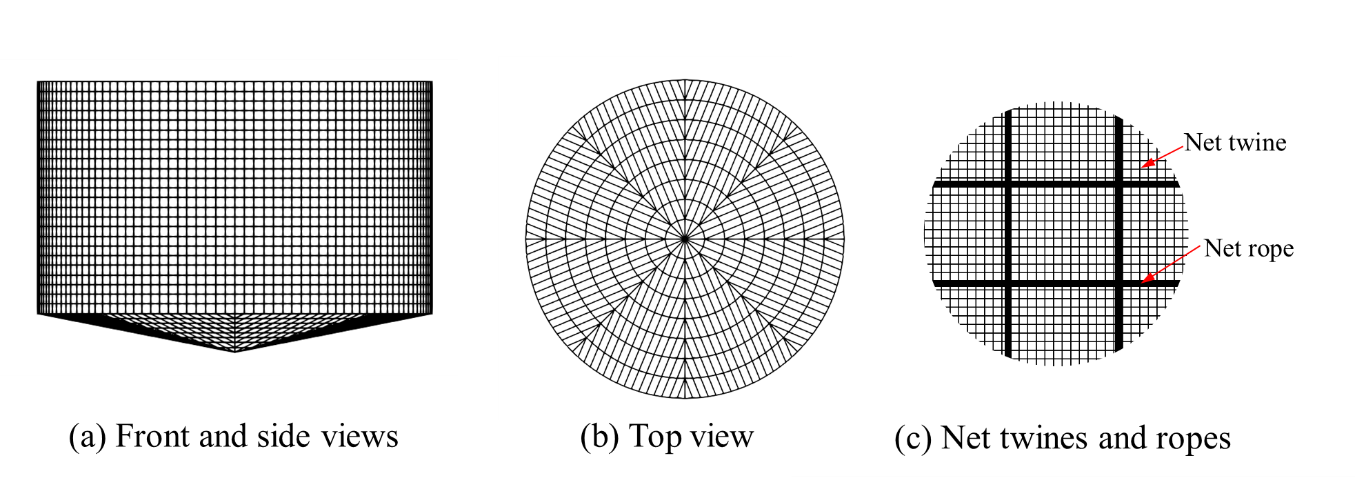 Net twine
Net rope
(a) Front and side views
(b) Top view
(c) Net twines and ropes